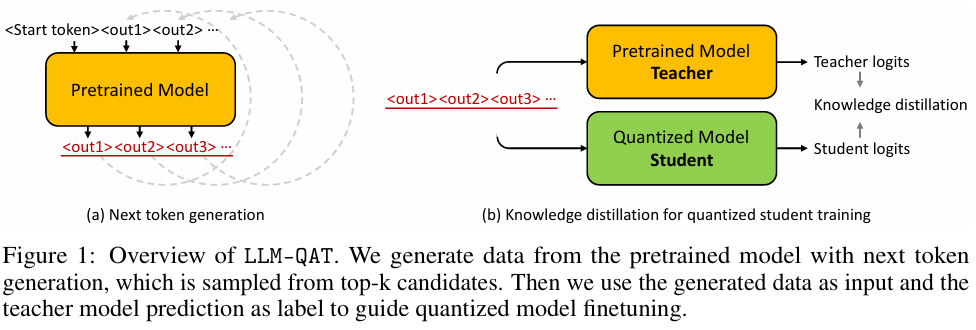 <Start token><out1><out2> ···
Pretrained Model
<out1><out2><out3> ···
(a) Next token generation
<out1><out2><out3> ···
Pretrained Model
Teacher
Quantized Model
Student
Teacher logits
Knowledge distillation
Student logits
(b) Knowledge distillation for quantized student training
Figure 1: Overview of LLM-QAT. We generate data from the pretrained model with next token
generation, which is sampled from top-k candidates. Then we use the generated data as input and the
teacher model prediction as label to guide quantized model finetuning.